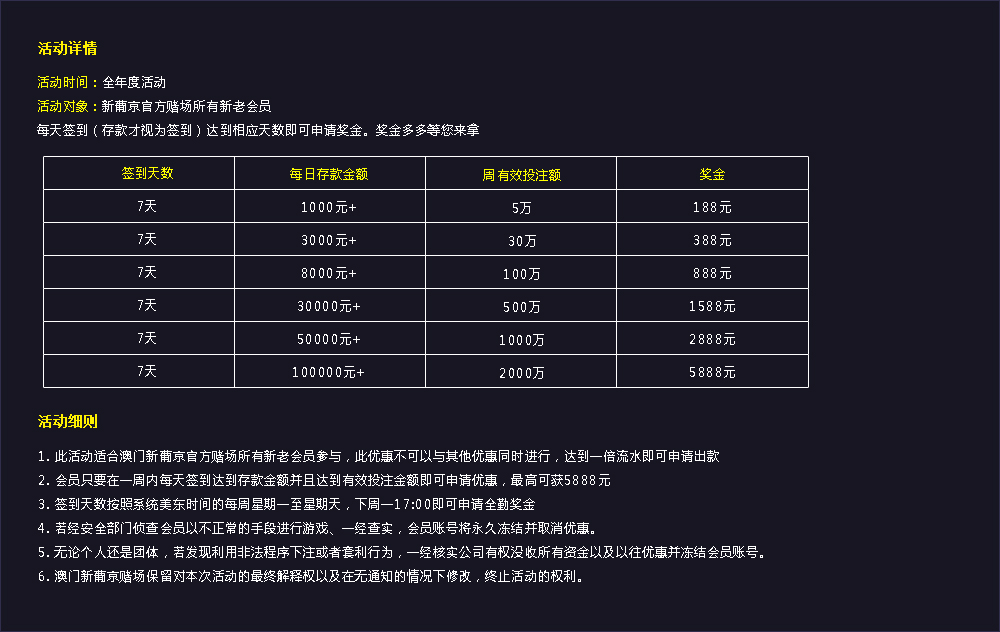 活动详情
活动时间：全年度活动
活动对象：新葡京官方赌场所有新老会员
每天签到（存款才视为签到）达到相应天数即可申请奖金。奖金多多等您来拿
签到天数 每日存款金额 周有效投注额 奖金
7天 1000元+ 5万 188元
7天 3000元+ 30万 388元
7天 8000元+ 100万 888元
7天 30000元+ 500万 1588元
7天 50000元+ 1000万 2888元
7天 100000元+ 2000万 5888元
活动细则
1. 此活动适合澳门新葡京官方赌场所有新老会员参与，此优惠不可以与其他优惠同时进行，达到一倍流水即可申请出款
2. 会员只要在一周内每天签到达到存款金额并且达到有效投注金额即可申请优惠，最高可获5888元
3. 签到天数按照系统美东时间的每周星期一至星期天，下周一17:00即可申请全勤奖金
4. 若经安全部门侦查会员以不正常的手段进行游戏、一经查实，会员账号将永久冻结并取消优惠。
5. 无论个人还是团体，若发现利用非法程序下注或者套利行为，一经核实公司有权没收所有资金以及以往优惠并冻结会员账号。
6. 澳门新葡京赌场保留对本次活动的最终解释权以及在无通知的情况下修改，终止活动的权利。